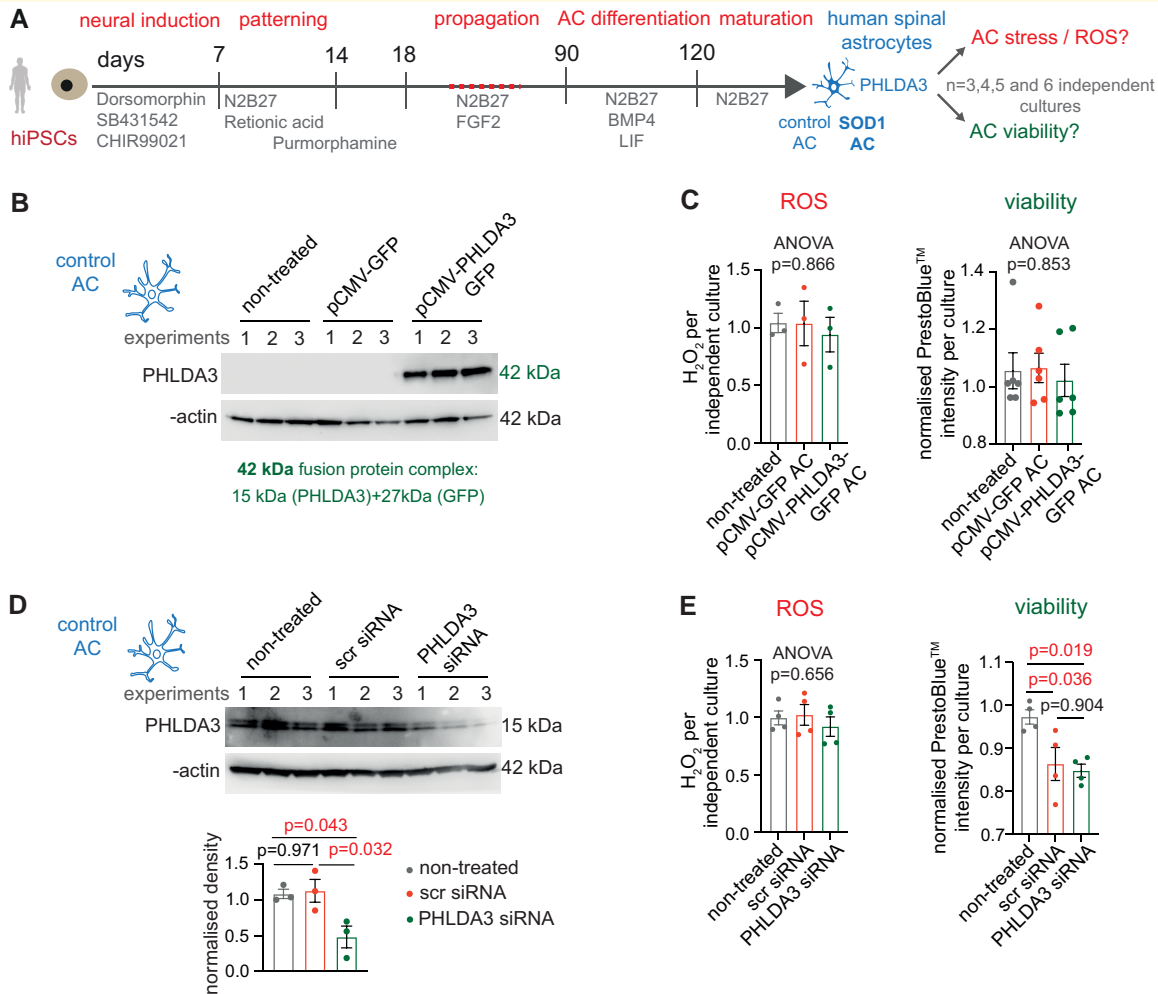 A
neural induction patterning propagation AC differentiation maturation
human spinal
astrocytes
days 7 14 18 90 120
Dorsomorphin
SB431542
CHIR99021
N2B27
Retionic acid
Purmorphamine
N2B27
FGF2
N2B27
BMP4
LIF
N2B27
hiPSCs
PHLDA3
control
AC
SOD1
AC
AC stress / ROS?
n=3,4,5 and 6 independent
cultures
AC viability?
B
control
AC
non-treated
pCMV-GFP
pCMV-PHLDA3
GFP
experiments 1 2 3 1 2 3 1 2 3
PHLDA3 42 kDa
-actin 42 kDa
42 kDa fusion protein complex:
15 kDa (PHLDA3)+27kDa (GFP)
C
ROS
ANOVA
p=0.866
H2O2 per
independent culture
1.5
1.0
0.5
0.0
non-treated
pCMV-GFP AC
pCMV-PHLDA3-
GFP AC
viability
ANOVA
p=0.853
normalised PrestoBlue™
intensity per culture
1.4
1.2
1.0
0.8
non-treated
pCMV-GFP AC
pCMV-PHLDA3-
GFP AC
D
control
AC
non-treated
scr siRNA
PHLDA3
siRNA
experiments 1 2 3 1 2 3 1 2 3
PHLDA3 15 kDa
-actin 42 kDa
p=0.043
p=0.971 p=0.032
normalised density
1.5
1.0
0.5
0.0
non-treated
scr siRNA
PHLDA3 siRNA
E
ROS
ANOVA
p=0.656
H2O2 per
independent culture
1.5
1.0
0.5
0.0
non-treated
scr siRNA
PHLDA3 siRNA
viability
p=0.019
p=0.036
p=0.904
normalised PrestoBlue™
intensity per culture
1.1
1.0
0.9
0.8
0.7
non-treated
scr siRNA
PHLDA3 siRNA